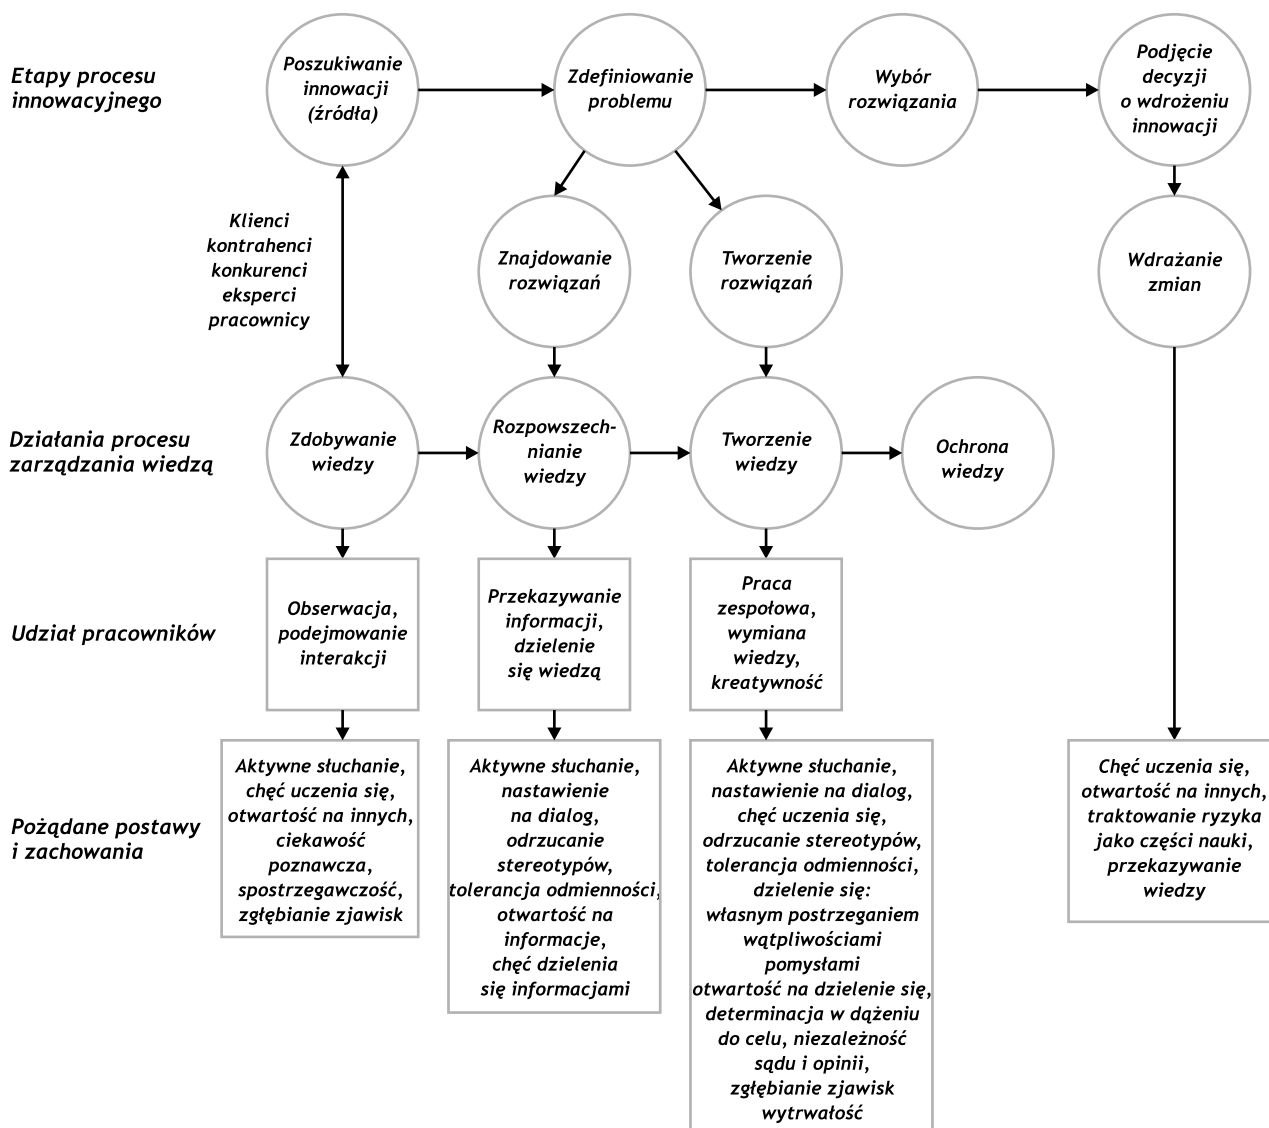 Etapy procesu
innowacyjnego
Poszukiwanie
innowacji
(źródła)
Zdefiniowanie
problemu
Wybór
rozwiązania
Podjęcie
decyzji
o wdrożeniu
innowacji
Klienci
kontrahenci
konkurenci
eksperci
pracownicy
Znajdowanie
rozwiązań
Tworzenie
rozwiązań
Wdrażanie
zmian
Działania procesu
zarządzania wiedzą
Zdobywanie
wiedzy
Rozpowszech-
nianie
wiedzy
Tworzenie
wiedzy
Ochrona
wiedzy
Udział pracowników
Obserwacja,
podejmowanie
interakcji
Przekazywanie
informacji,
dzielenie
się wiedzą
Praca
zespołowa,
wymiana
wiedzy,
kreatywność
Pożądane postawy
i zachowania
Aktywne słuchanie,
chęć uczenia się,
otwartość na innych,
ciekawość
poznawcza,
spostrzegawczość,
zgłębianie zjawisk
Aktywne słuchanie,
nastawienie
na dialog,
odrzucanie
stereotypów,
tolerancja odmienności,
otwartość na
informacje,
chęć dzielenia
się informacjami
Aktywne słuchanie,
nastawienie na dialog,
chęć uczenia się,
odrzucanie stereotypów,
tolerancja odmienności,
dzielenie się:
własnym postrzeganiem
wątpliwościami
pomysłami
otwartość na dzielenie się,
determinacja w dążeniu
do celu, niezależność
sądu i opinii,
zgłębianie zjawisk
wytrwałość
Chęć uczenia się,
otwartość na innych,
traktowanie ryzyka
jako części nauki,
przekazywanie
wiedzy